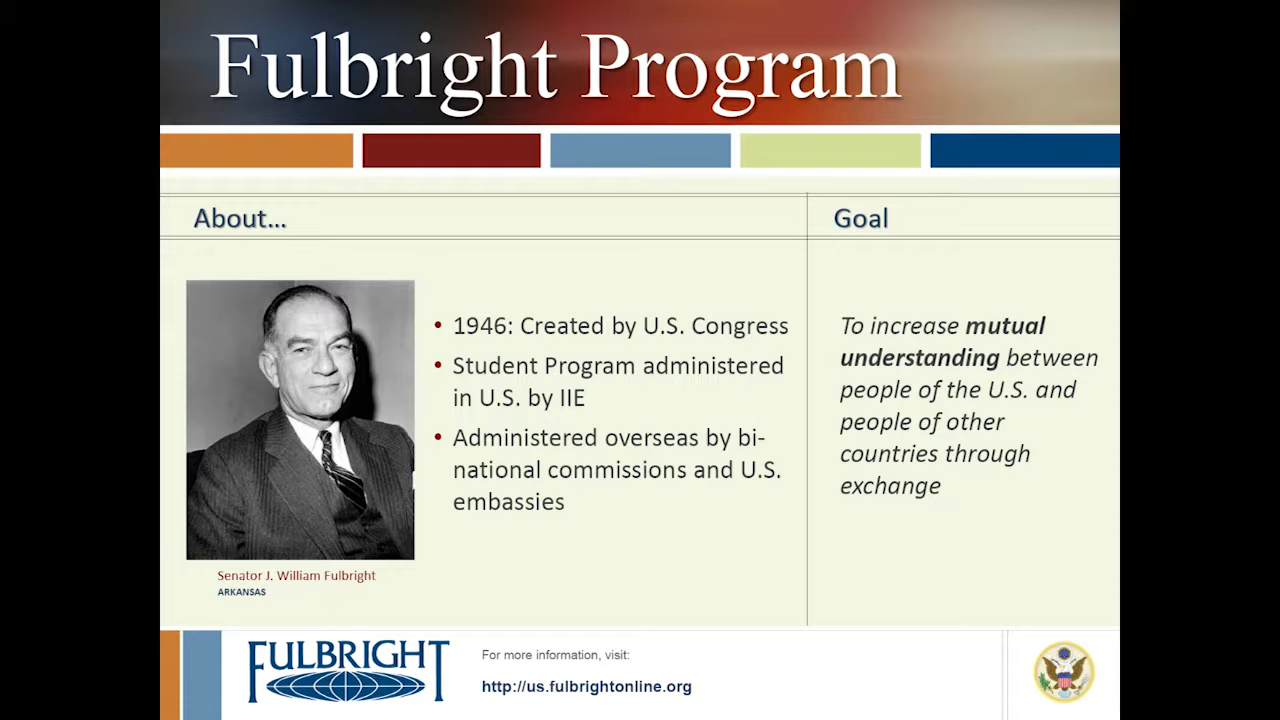 Fulbright Program
About...
Goal
• 1946: Created by U.S. Congress
• Student Program administered
in U.S. by IIE
• Administered overseas by bi-
national commissions and U.S.
embassies
Senator J. William Fulbright
ARKANSAS
To increase mutual
understanding between
people of the U.S. and
people of other
countries through
exchange
FULBRIGHT
For more information, visit:
http://us.fulbrightonline.org